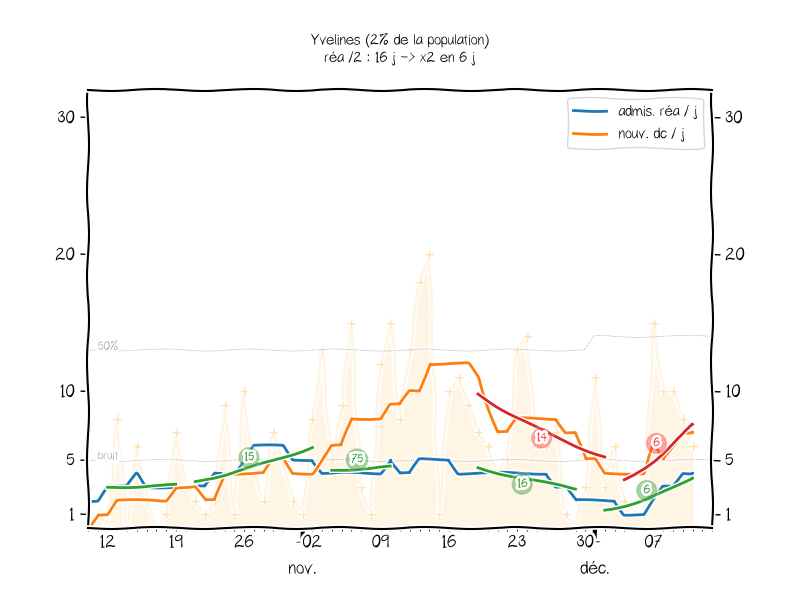 Yvelines (2% de la population)
réa /2 : 16 j -> x2 en 6 j
admis. réa / j
nouv. dc / j
30 30
20 20
50%
10 10
bruit
5 5
1 1
15 75 14 16 6 6
12 19 26 02 09 16 23 30 07
nov. déc.